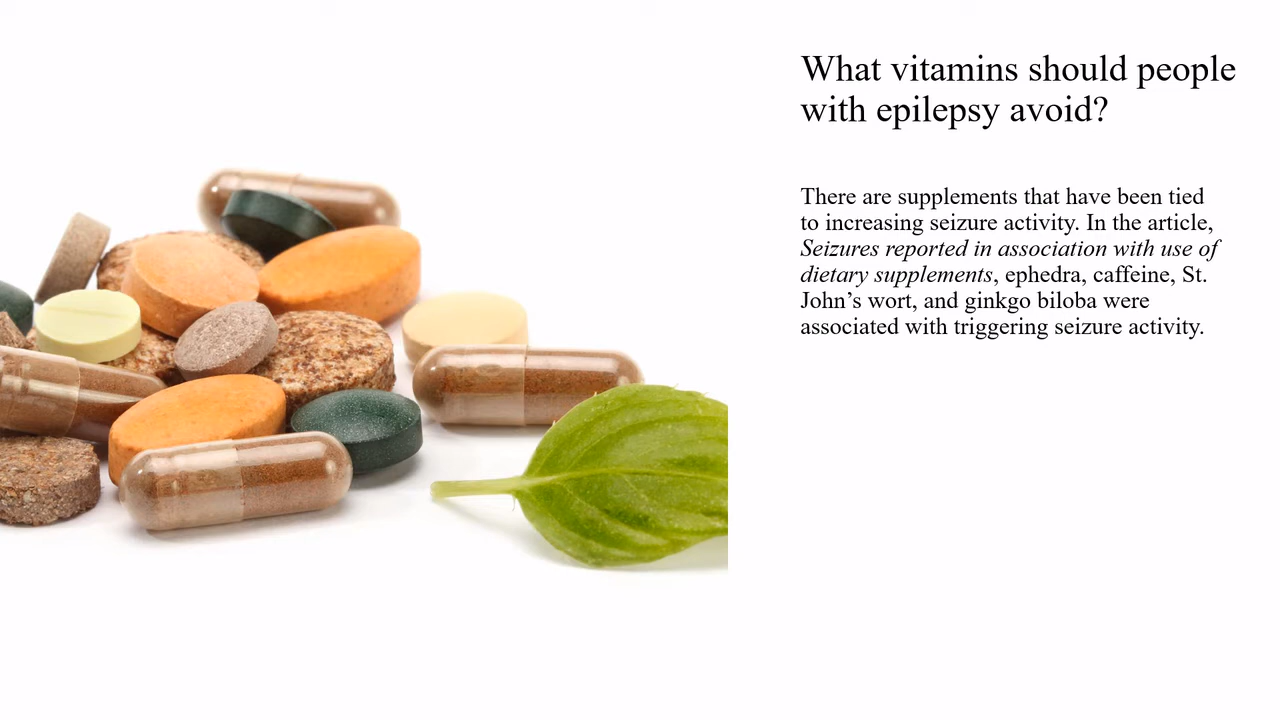 What vitamins should people
with epilepsy avoid?
There are supplements that have been tied
to increasing seizure activity. In the article,
Seizures reported in association with use of
dietary supplements, ephedra, caffeine, St.
John’s wort, and ginkgo biloba were
associated with triggering seizure activity.